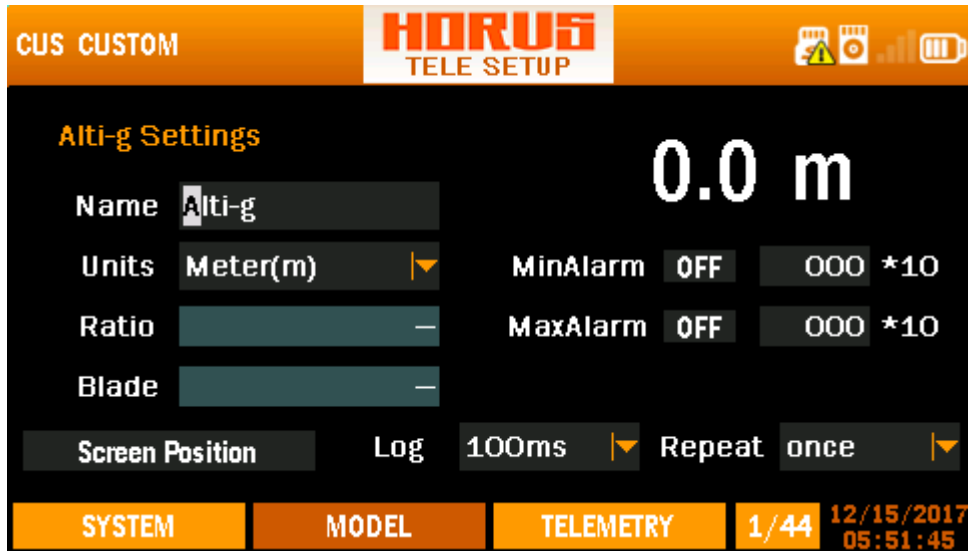 CUS CUSTOM
HORUS
TELE SETUP
Alti-g Settings
0.0 m
Name Alti-g
Units Meter(m)
MinAlarm OFF 000 *10
Ratio —
MaxAlarm OFF 000 *10
Blade —
Screen Position Log 100ms Repeat once
SYSTEM MODEL TELEMETRY 1/44 12/15/2017
05:51:45